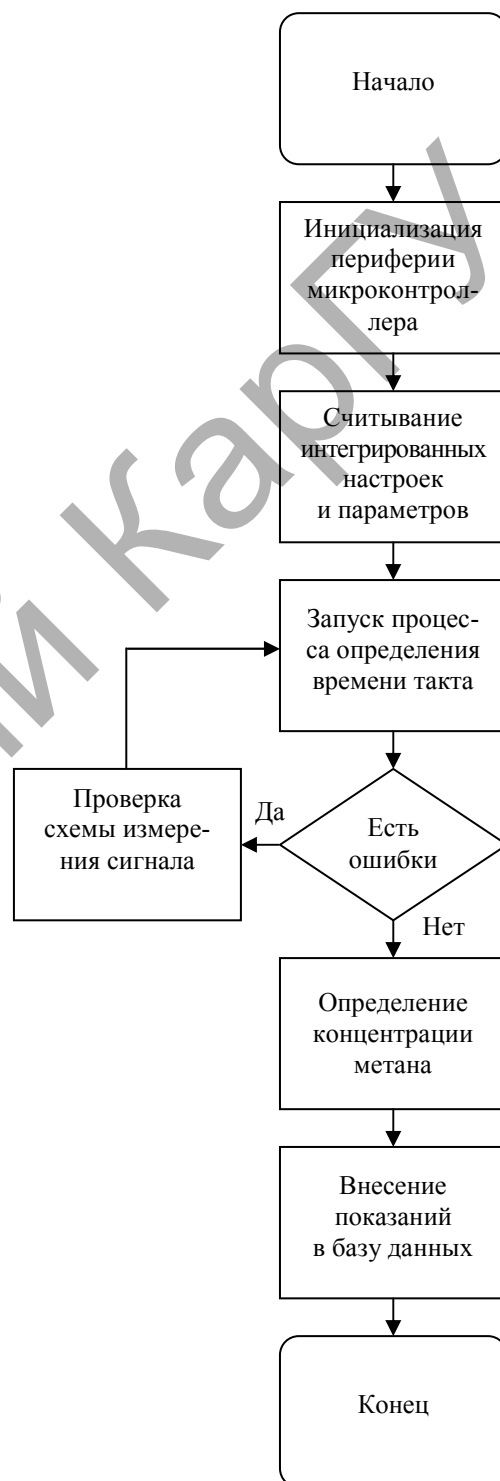 Начало
Инициализация
периферии
микроконтрол-
лера
Считывание
интегрированных
настроек
и параметров
Запуск процес-
са определения
времени такта
Проверка
схемы измере-
ния сигнала
Да
Есть
ошибки
Нет
Определение
концентрации
метана
Внесение
показаний
в базу данных
Конец
й КарГУ